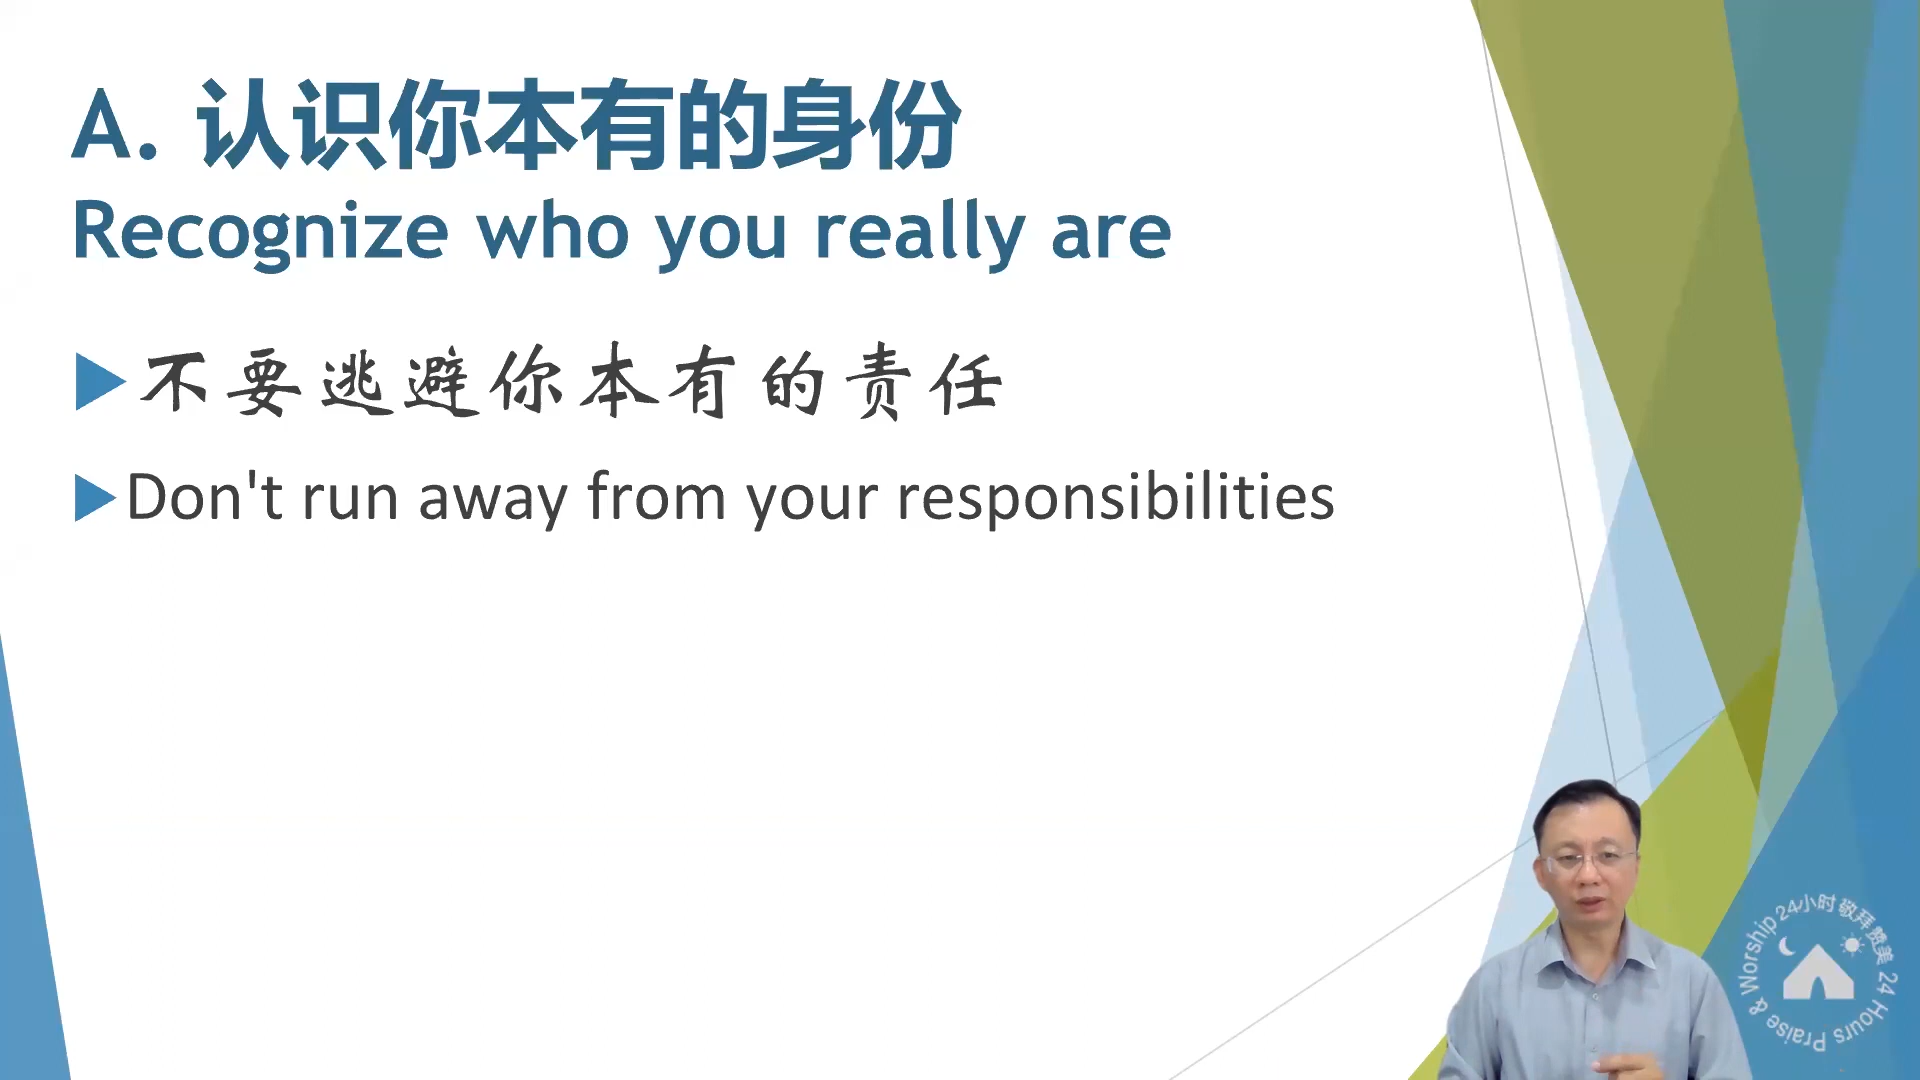 A. 认识你本有的身份
Recognize who you really are
不要逃避你本有的责任
Don't run away from your responsibilities
24小时敬拜赞美 24 Hours Praise & Worship